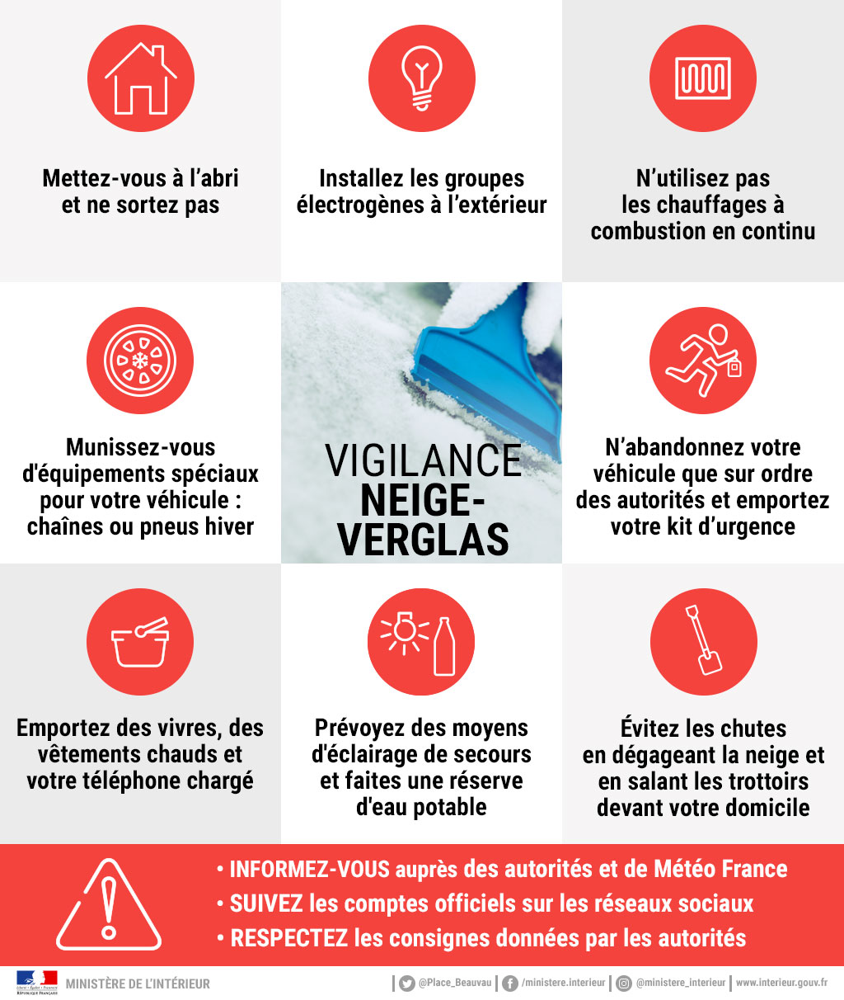 Mettez-vous à l’abri
et ne sortez pas
Installez les groupes
électrogènes à l’extérieur
N’utilisez pas
les chauffages à
combustion en continu
Munissez-vous
d'équipements spéciaux
pour votre véhicule :
chaînes ou pneus hiver
VIGILANCE
NEIGE-
VERGLAS
N’abandonnez votre
véhicule que sur ordre
des autorités et emportez
votre kit d’urgence
Emportez des vivres, des
vêtements chauds et
votre téléphone chargé
Prévoyez des moyens
d'éclairage de secours
et faites une réserve
d'eau potable
Évitez les chutes
en dégageant la neige et
en salant les trottoirs
devant votre domicile
• INFORMEZ-VOUS auprès des autorités et de Météo France
• SUIVEZ les comptes officiels sur les réseaux sociaux
• RESPECTEZ les consignes données par les autorités
Liberté • Égalité • Fraternité
RÉPUBLIQUE FRANÇAISE
MINISTÈRE DE L’INTÉRIEUR
| @Place_Beauvau | /ministere.interieur | @ministere_interieur | www.interieur.gouv.fr